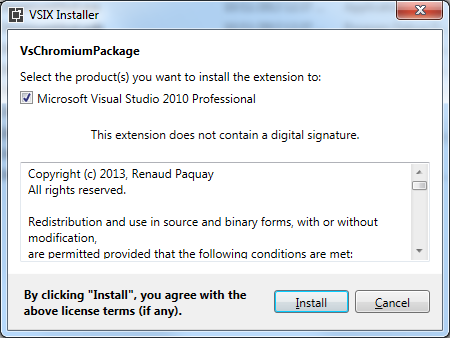 VSIX Installer
VsChromiumPackage
Select the product(s) you want to install the extension to:
Microsoft Visual Studio 2010 Professional
This extension does not contain a digital signature.
Copyright (c) 2013, Renaud Paquay
All rights reserved.
Redistribution and use in source and binary forms, with or without
modification,
are permitted provided that the following conditions are met:
By clicking "Install", you agree with the
above license terms (if any).
Install
Cancel